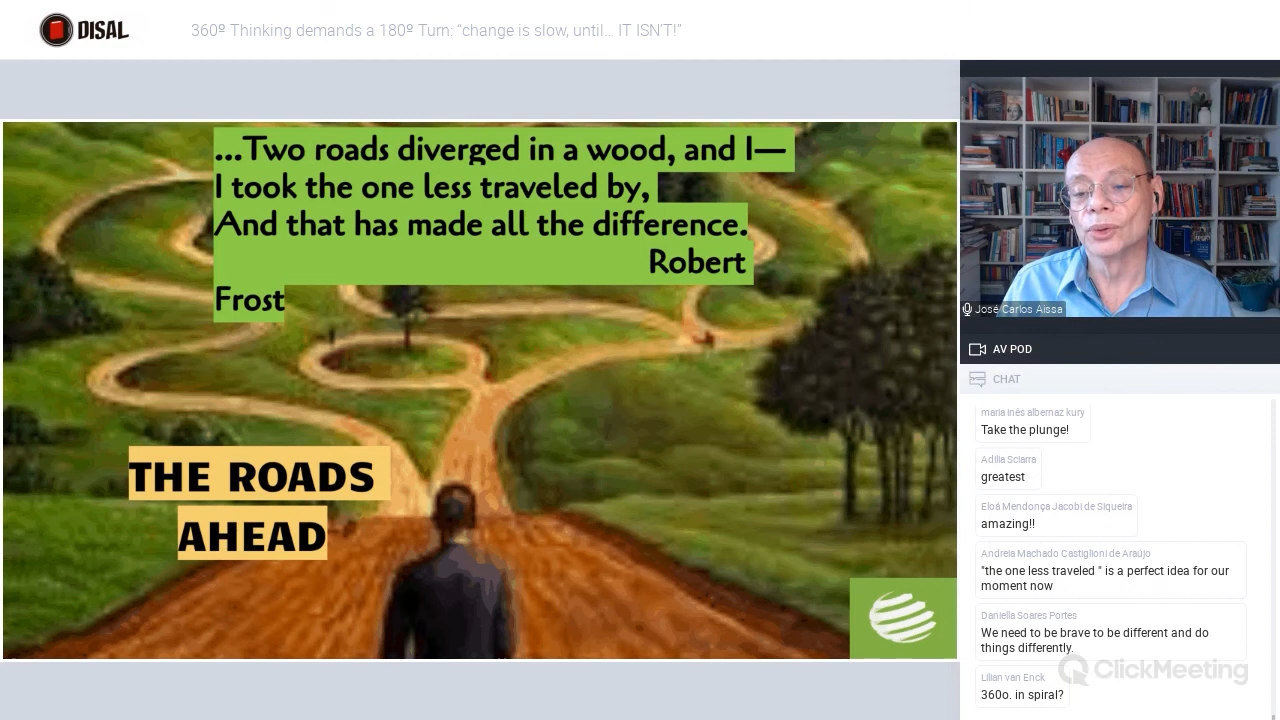 DISAL
360º Thinking demands a 180º Turn: “change is slow, until... IT ISN'T!”
...Two roads diverged in a wood, and I—
I took the one less traveled by,
And that has made all the difference.
Robert
Frost
THE ROADS
AHEAD
José Carlos Aissa
AV POD
CHAT
maria inês albernaz kury
Take the plunge!
Adilia Sciarra
greatest
Eloá Mendonça Jacobi de Siqueira
amazing!!
Andreia Machado Castiglioni de Araújo
"the one less traveled " is a perfect idea for our
moment now
Daniella Soares Portes
We need to be brave to be different and do
things differently.
Lilian van Enck
360o. in spiral?
ClickMeeting